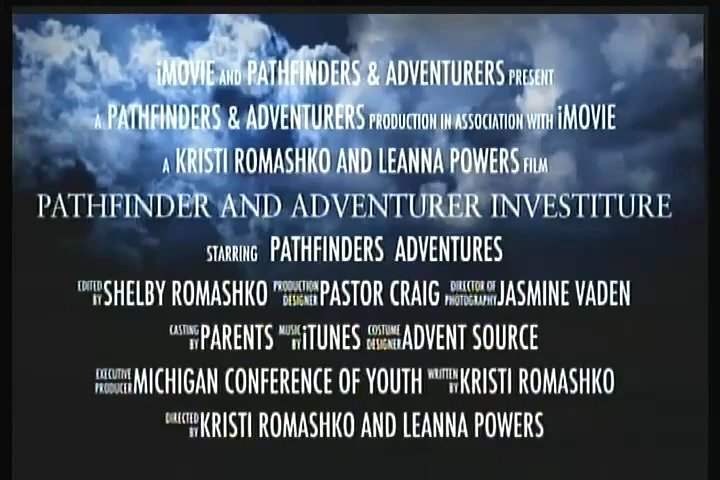 iMOVIE AND PATHFINDERS & ADVENTURERS PRESENT
A PATHFINDERS & ADVENTURERS PRODUCTION IN ASSOCIATION WITH iMOVIE
A KRISTI ROMASHKO AND LEANNA POWERS FILM
PATHFINDER AND ADVENTURER INVESTITURE
STARRING PATHFINDERS ADVENTURES
EDITED BY SHELBY ROMASHKO PRODUCTION DESIGNER PASTOR CRAIG DIRECTOR OF PHOTOGRAPHY JASMINE VADEN
CASTING BY PARENTS MUSIC BY iTUNES COSTUME DESIGNER ADVENT SOURCE
EXECUTIVE PRODUCER MICHIGAN CONFERENCE OF YOUTH WRITTEN BY KRISTI ROMASHKO
DIRECTED BY KRISTI ROMASHKO AND LEANNA POWERS